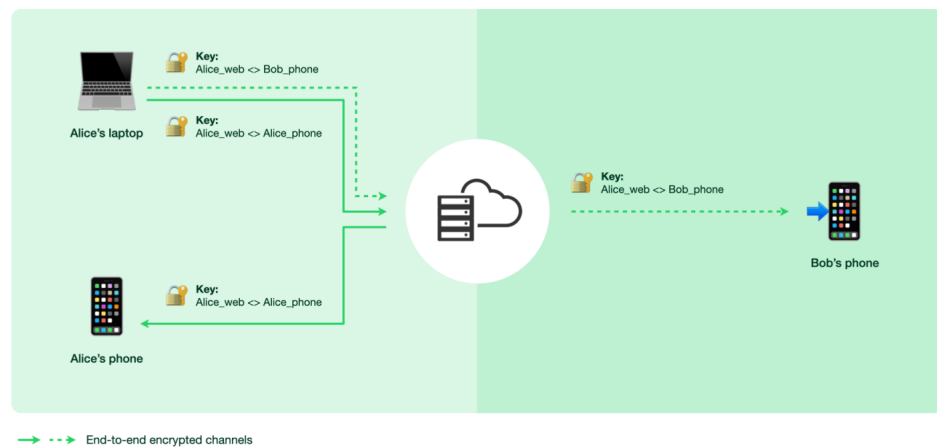 Key:
Alice_web <> Bob_phone
Alice's laptop
Key:
Alice_web <> Alice_phone
Key:
Alice_web <> Bob_phone
Bob's phone
Key:
Alice_web <> Alice_phone
Alice's phone
End-to-end encrypted channels